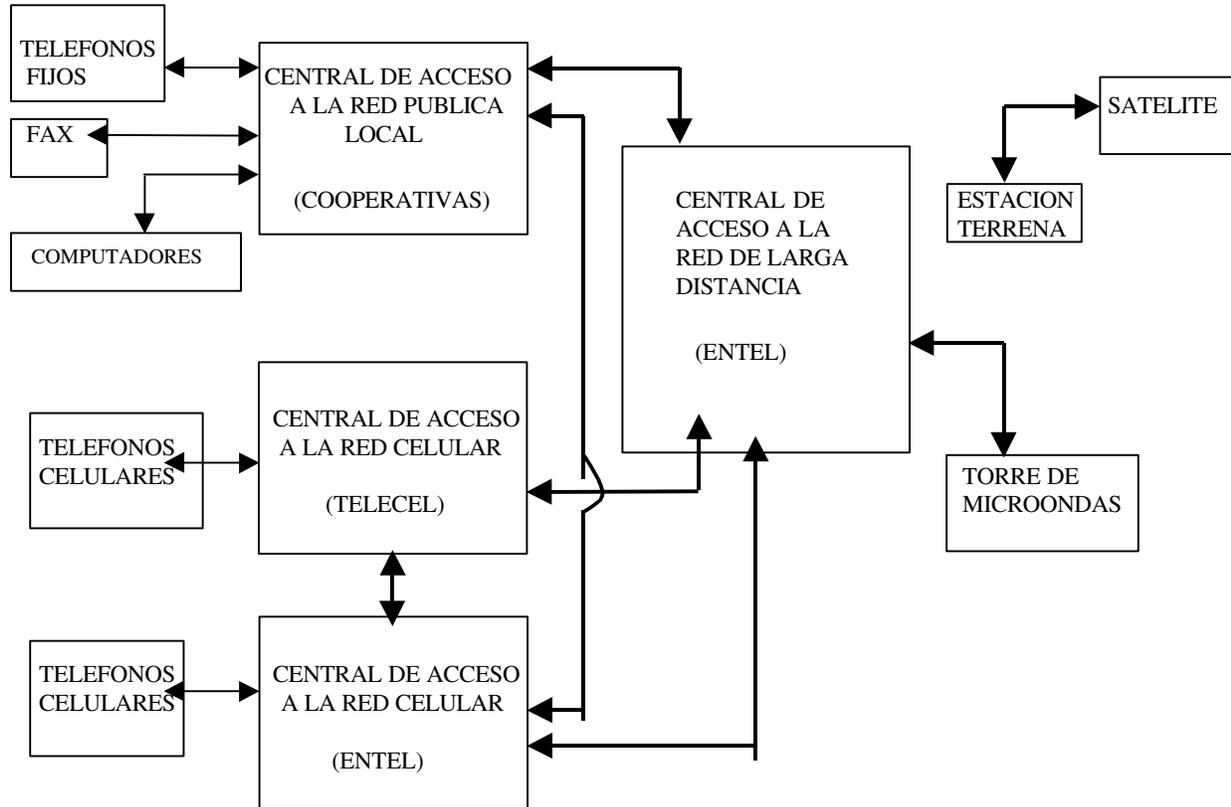 TELEFONOS
FIJOS
FAX
COMPUTADORES
CENTRAL DE ACCESO
A LA RED PUBLICA
LOCAL
(COOPERATIVAS)
CENTRAL DE
ACCESO A LA
RED DE LARGA
DISTANCIA
(ENTEL)
SATELITE
ESTACION
TERRENA
TORRE DE
MICROONDAS
TELEFONOS
CELULARES
CENTRAL DE ACCESO
A LA RED CELULAR
(TELECEL)
TELEFONOS
CELULARES
CENTRAL DE ACCESO
A LA RED CELULAR
(ENTEL)